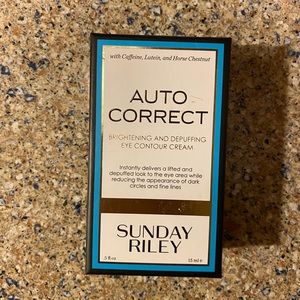 with Caffeine, Lutein, and Horse Chestnut
AUTO
CORRECT
BRIGHTENING AND DEPUFFING
EYE CONTOUR CREAM
Instantly delivers a lifted and
depuffed look to the eye area while
reducing the appearance of dark
circles and fine lines
SUNDAY
RILEY
.5 fl oz 15 ml e